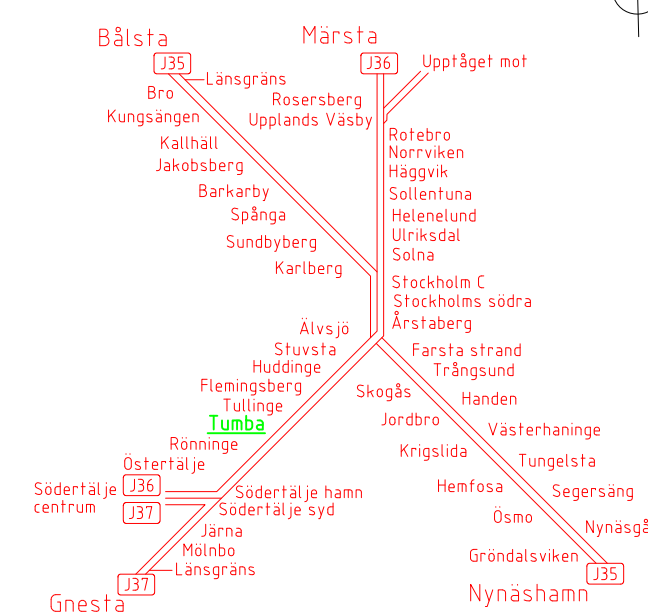 Bålsta
Märsta
J35
J36
Upptåget mot
Länsgräns
Bro
Kungsängen
Kallhäll
Jakobsberg
Barkarby
Spånga
Sundbyberg
Karlberg
Rosersberg
Upplands Väsby
Rotebro
Norrviken
Häggvik
Sollentuna
Helenelund
Ulriksdal
Solna
Stockholm C
Stockholms södra
Årstaberg
Älvsjö
Stuvsta
Huddinge
Flemingsberg
Tullinge
Tumba
Rönninge
Östertälje
Södertälje
centrum
J36
J37
Södertälje hamn
Södertälje syd
Järna
Mölnbo
Länsgräns
J37
Gnesta
Farsta strand
Trångsund
Skogås
Handen
Jordbro
Västerhaninge
Krigslida
Tungelsta
Hemfosa
Segersäng
Ösmo
Nynäsgå
Gröndalsviken
J35
Nynäshamn